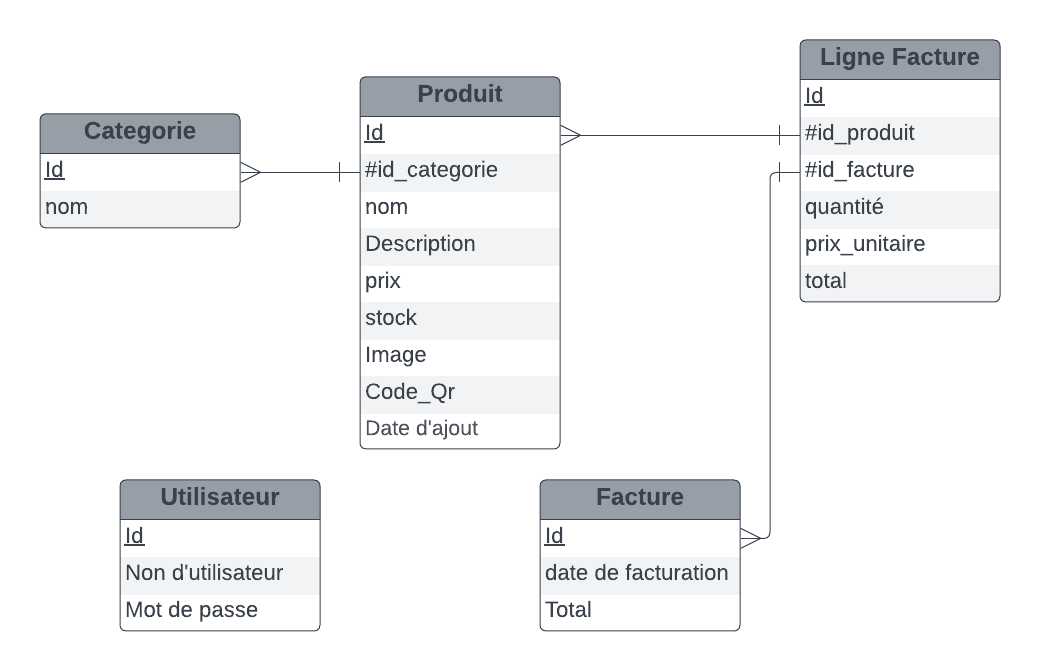 Categorie
Id
nom
Produit
Id
#id_categorie
nom
Description
prix
stock
Image
Code_Qr
Date d'ajout
Ligne Facture
Id
#id_produit
#id_facture
quantité
prix_unitaire
total
Utilisateur
Id
Non d'utilisateur
Mot de passe
Facture
Id
date de facturation
Total